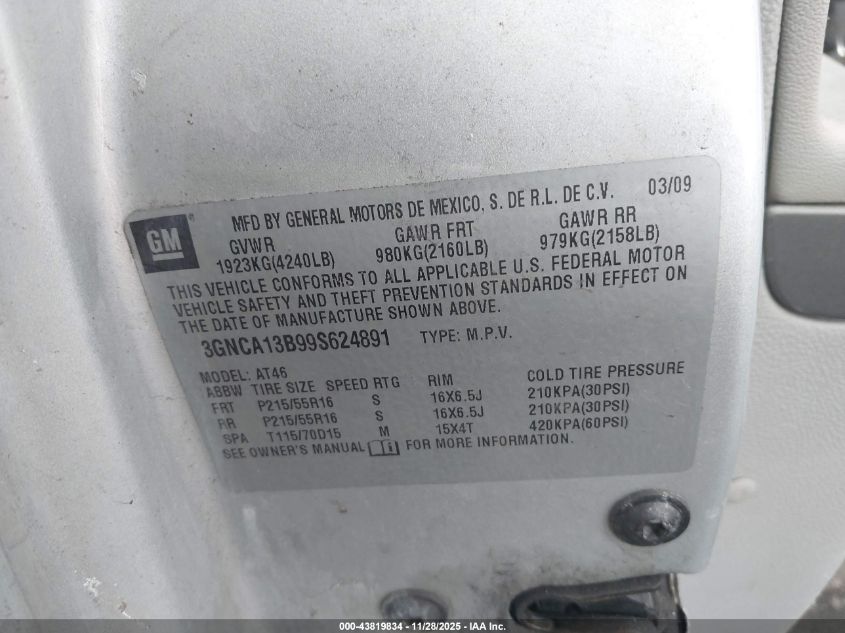 GM ®
MFD BY GENERAL MOTORS DE MEXICO, S. DE R.L. DE C.V. 03/09
GVWR GAWR FRT GAWR RR
1923KG(4240LB) 980KG(2160LB) 979KG(2158LB)
THIS VEHICLE CONFORMS TO ALL APPLICABLE U.S. FEDERAL MOTOR
VEHICLE SAFETY AND THEFT PREVENTION STANDARDS IN EFFECT ON
THE DATE OF MANUFACTURE SHOWN ABOVE.
3GNCA13B99S624891 TYPE: M.P.V.
MODEL: AT46
ABBW TIRE SIZE SPEED RTG RIM COLD TIRE PRESSURE
FRT P215/55R16 S 16X6.5J 210KPA(30PSI)
RR P215/55R16 S 16X6.5J 210KPA(30PSI)
SPA T115/70D15 M 15X4T 420KPA(60PSI)
SEE OWNER'S MANUAL i FOR MORE INFORMATION.
000-43819834 - 11/28/2025 - IAA Inc.